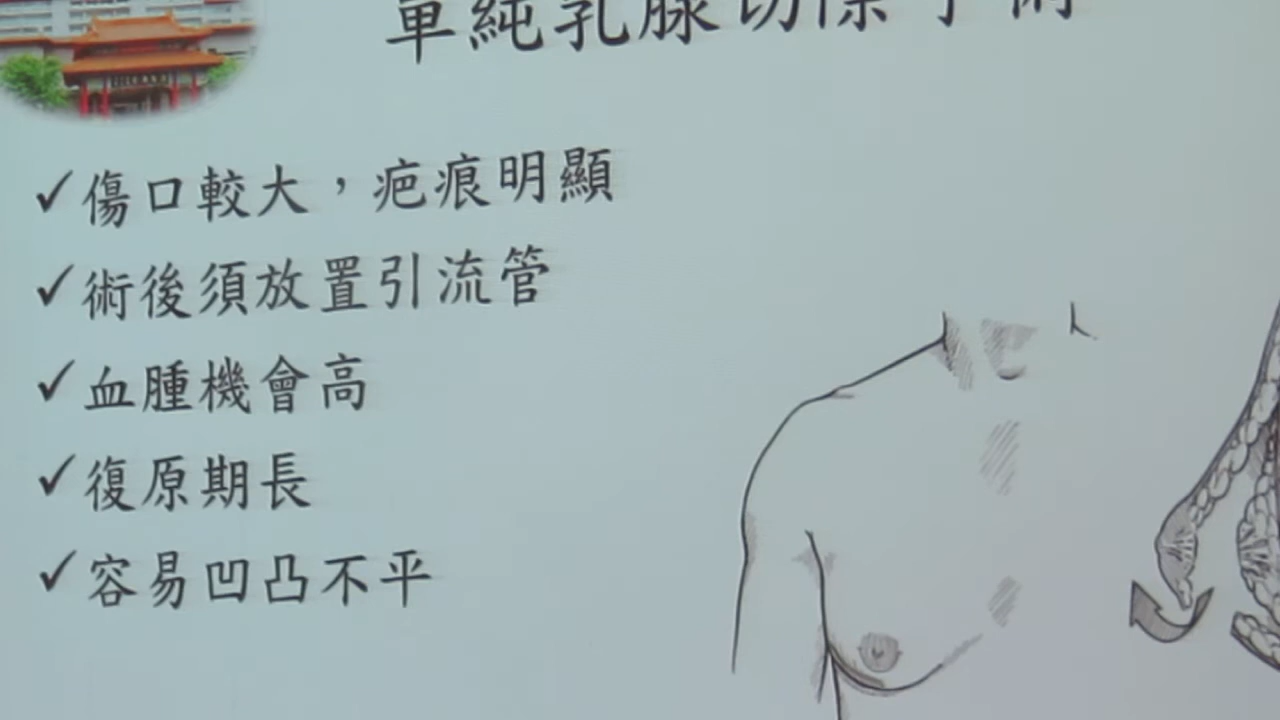 單純乳腺切除手術
✓傷口較大，疤痕明顯
✓術後須放置引流管
✓血腫機會高
✓復原期長
✓容易凹凸不平